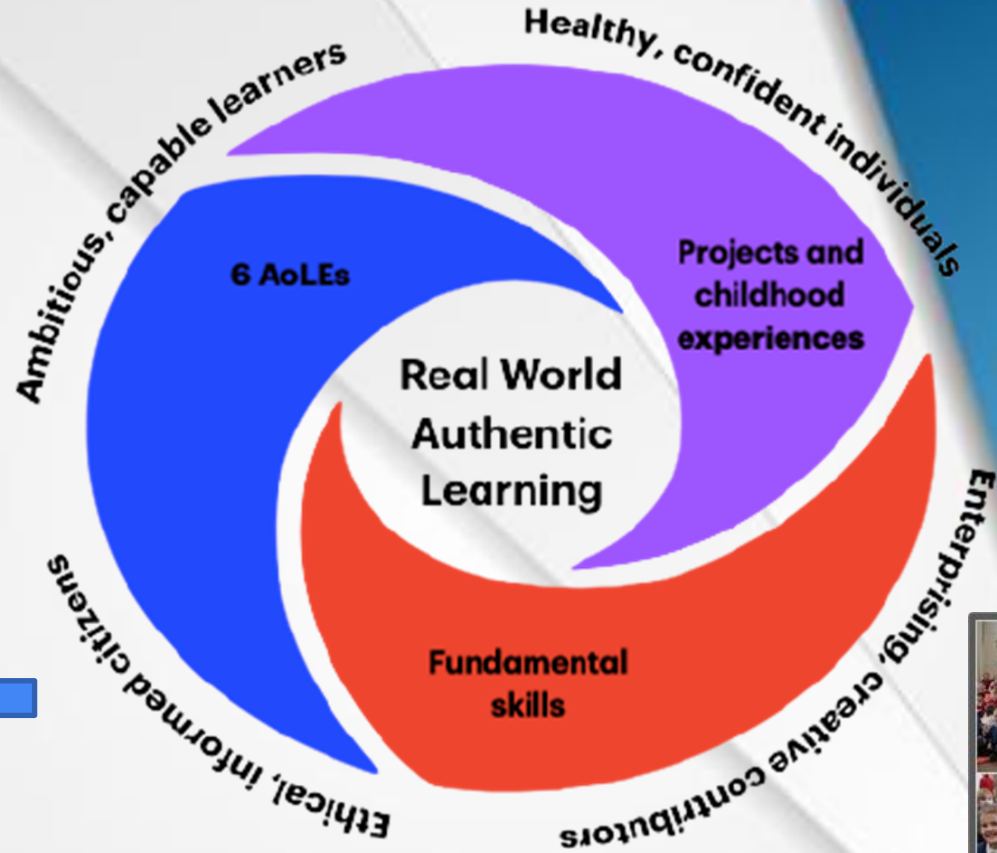 Healthy, confident individuals
Ambitious, capable learners
6 AoLEs
Projects and
childhood
experiences
Real World
Authentic
Learning
Fundamental
skills
Enterprising, creative contributors
Ethical, informed citizens